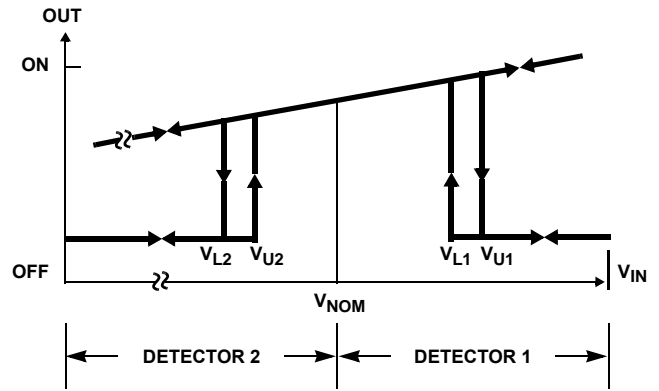 OUT
ON
OFF
V_L2 V_U2 V_L1 V_U1 V_IN
V_NOM
DETECTOR 2 DETECTOR 1